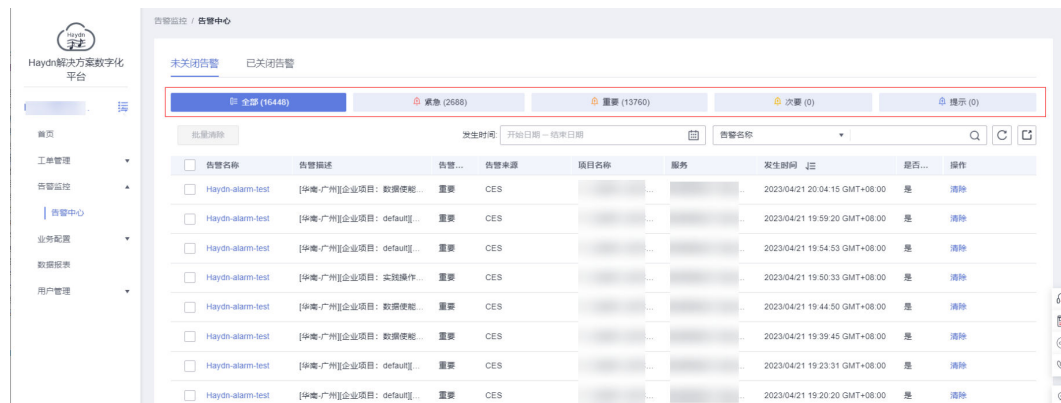 告警监控 / 告警中心
Haydn
Haydn解决方案数字化
平台
首页
工单管理
告警监控
告警中心
业务配置
数据报表
用户管理
未关闭告警 已关闭告警
全部 (16448) 紧急 (2688) 重要 (13760) 次要 (0) 提示 (0)
批量清除 发生时间: 开始日期 – 结束日期 告警名称
告警名称 告警描述 告警... 告警来源 项目名称 服务 发生时间 是否... 操作
Haydn-alarm-test [华南-广州][企业项目：数据使能... 重要 CES 2023/04/21 20:04:15 GMT+08:00 是 清除
Haydn-alarm-test [华南-广州][企业项目：default][... 重要 CES 2023/04/21 19:59:20 GMT+08:00 是 清除
Haydn-alarm-test [华南-广州][企业项目：default][... 重要 CES 2023/04/21 19:54:53 GMT+08:00 是 清除
Haydn-alarm-test [华南-广州][企业项目：实践操作... 重要 CES 2023/04/21 19:50:33 GMT+08:00 是 清除
Haydn-alarm-test [华南-广州][企业项目：数据使能... 重要 CES 2023/04/21 19:44:50 GMT+08:00 是 清除
Haydn-alarm-test [华南-广州][企业项目：数据使能... 重要 CES 2023/04/21 19:39:45 GMT+08:00 是 清除
Haydn-alarm-test [华南-广州][企业项目：default][... 重要 CES 2023/04/21 19:23:31 GMT+08:00 是 清除
Haydn-alarm-test [华南-广州][企业项目：default][... 重要 CES 2023/04/21 19:20:20 GMT+08:00 是 清除